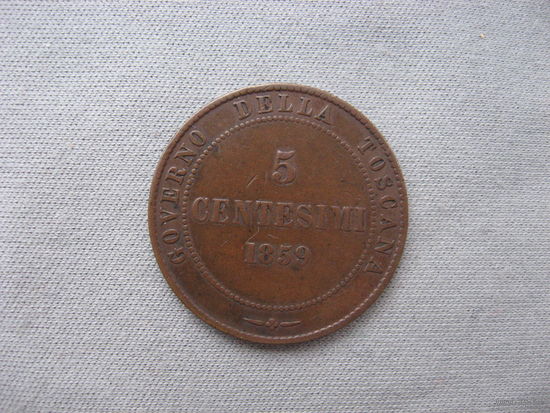 GOVERNO DELLA TOSCANA
5
CENTESIMI
1859